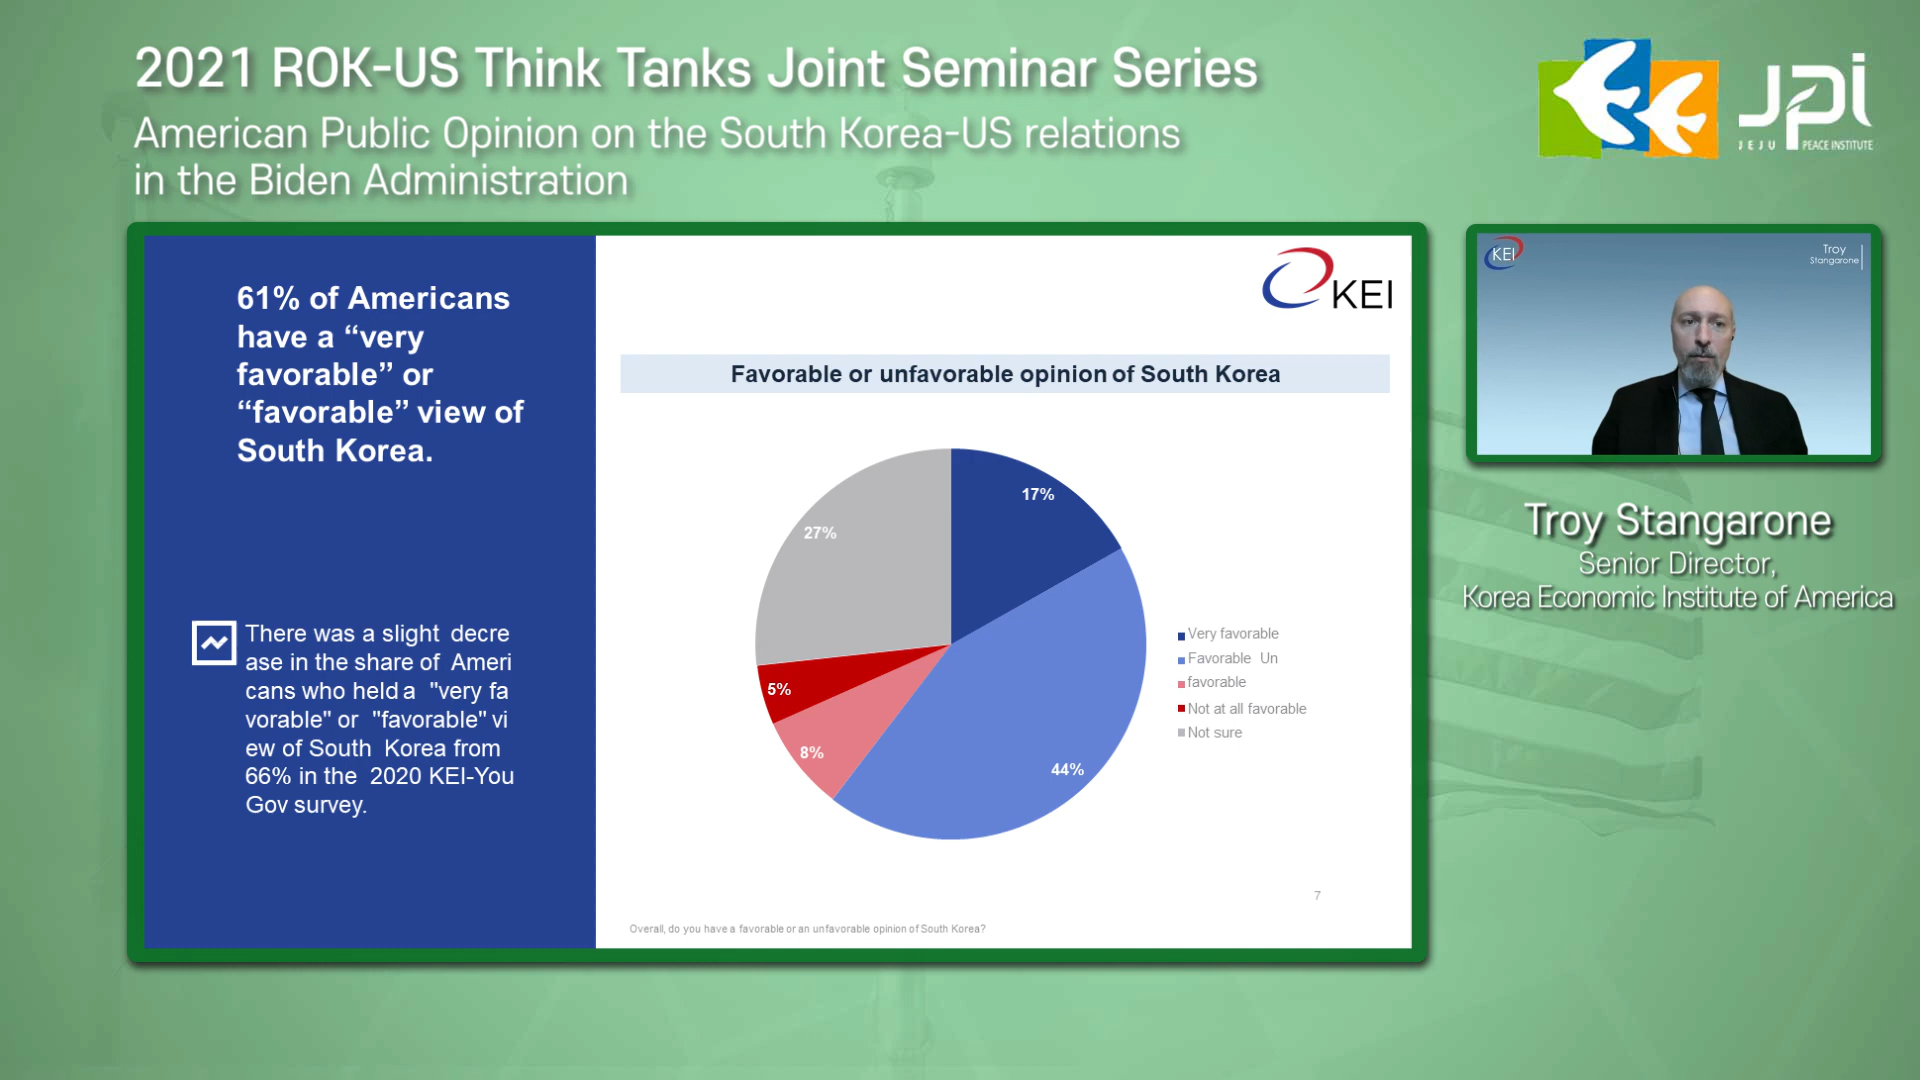 2021 ROK-US Think Tanks Joint Seminar Series
American Public Opinion on the South Korea-US relations
in the Biden Administration
JPI
JEJU PEACE INSTITUTE
61% of Americans
have a “very
favorable” or
“favorable” view of
South Korea.
There was a slight decre
ase in the share of Ameri
cans who held a "very fa
vorable" or "favorable" vi
ew of South Korea from
66% in the 2020 KEI-You
Gov survey.
KEI
Favorable or unfavorable opinion of South Korea
17%
27%
5%
8%
44%
Very favorable
Favorable Un
favorable
Not at all favorable
Not sure
7
Overall, do you have a favorable or an unfavorable opinion of South Korea?
KEI
Troy
Stangarone
Troy Stangarone
Senior Director,
Korea Economic Institute of America